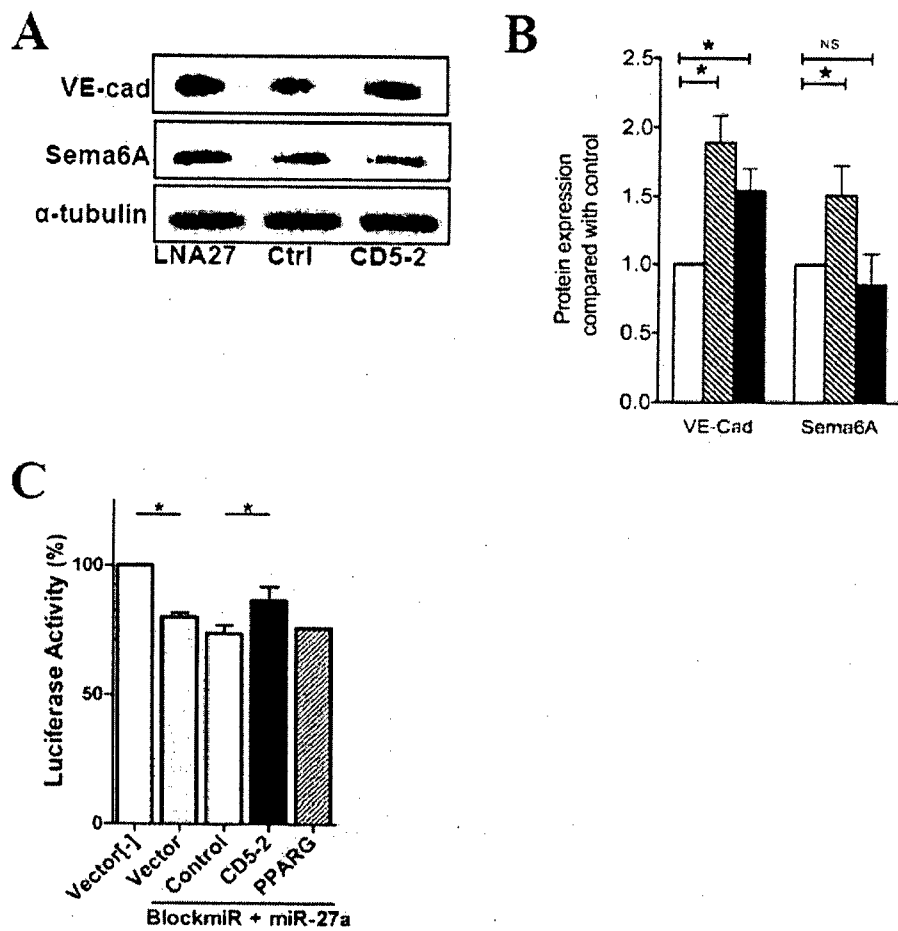 A
VE-cad
Sema6A
α-tubulin
LNA27 Ctrl CD5-2
B
Protein expression
compared with control
2.5
2.0
1.5
1.0
0.5
0.0
*
*
NS
*
VE-Cad Sema6A
C
Luciferase Activity (%)
100
50
0
* *
Vector[-]
Vector
Control
CD5-2
PPARG
BlockmiR + miR-27a